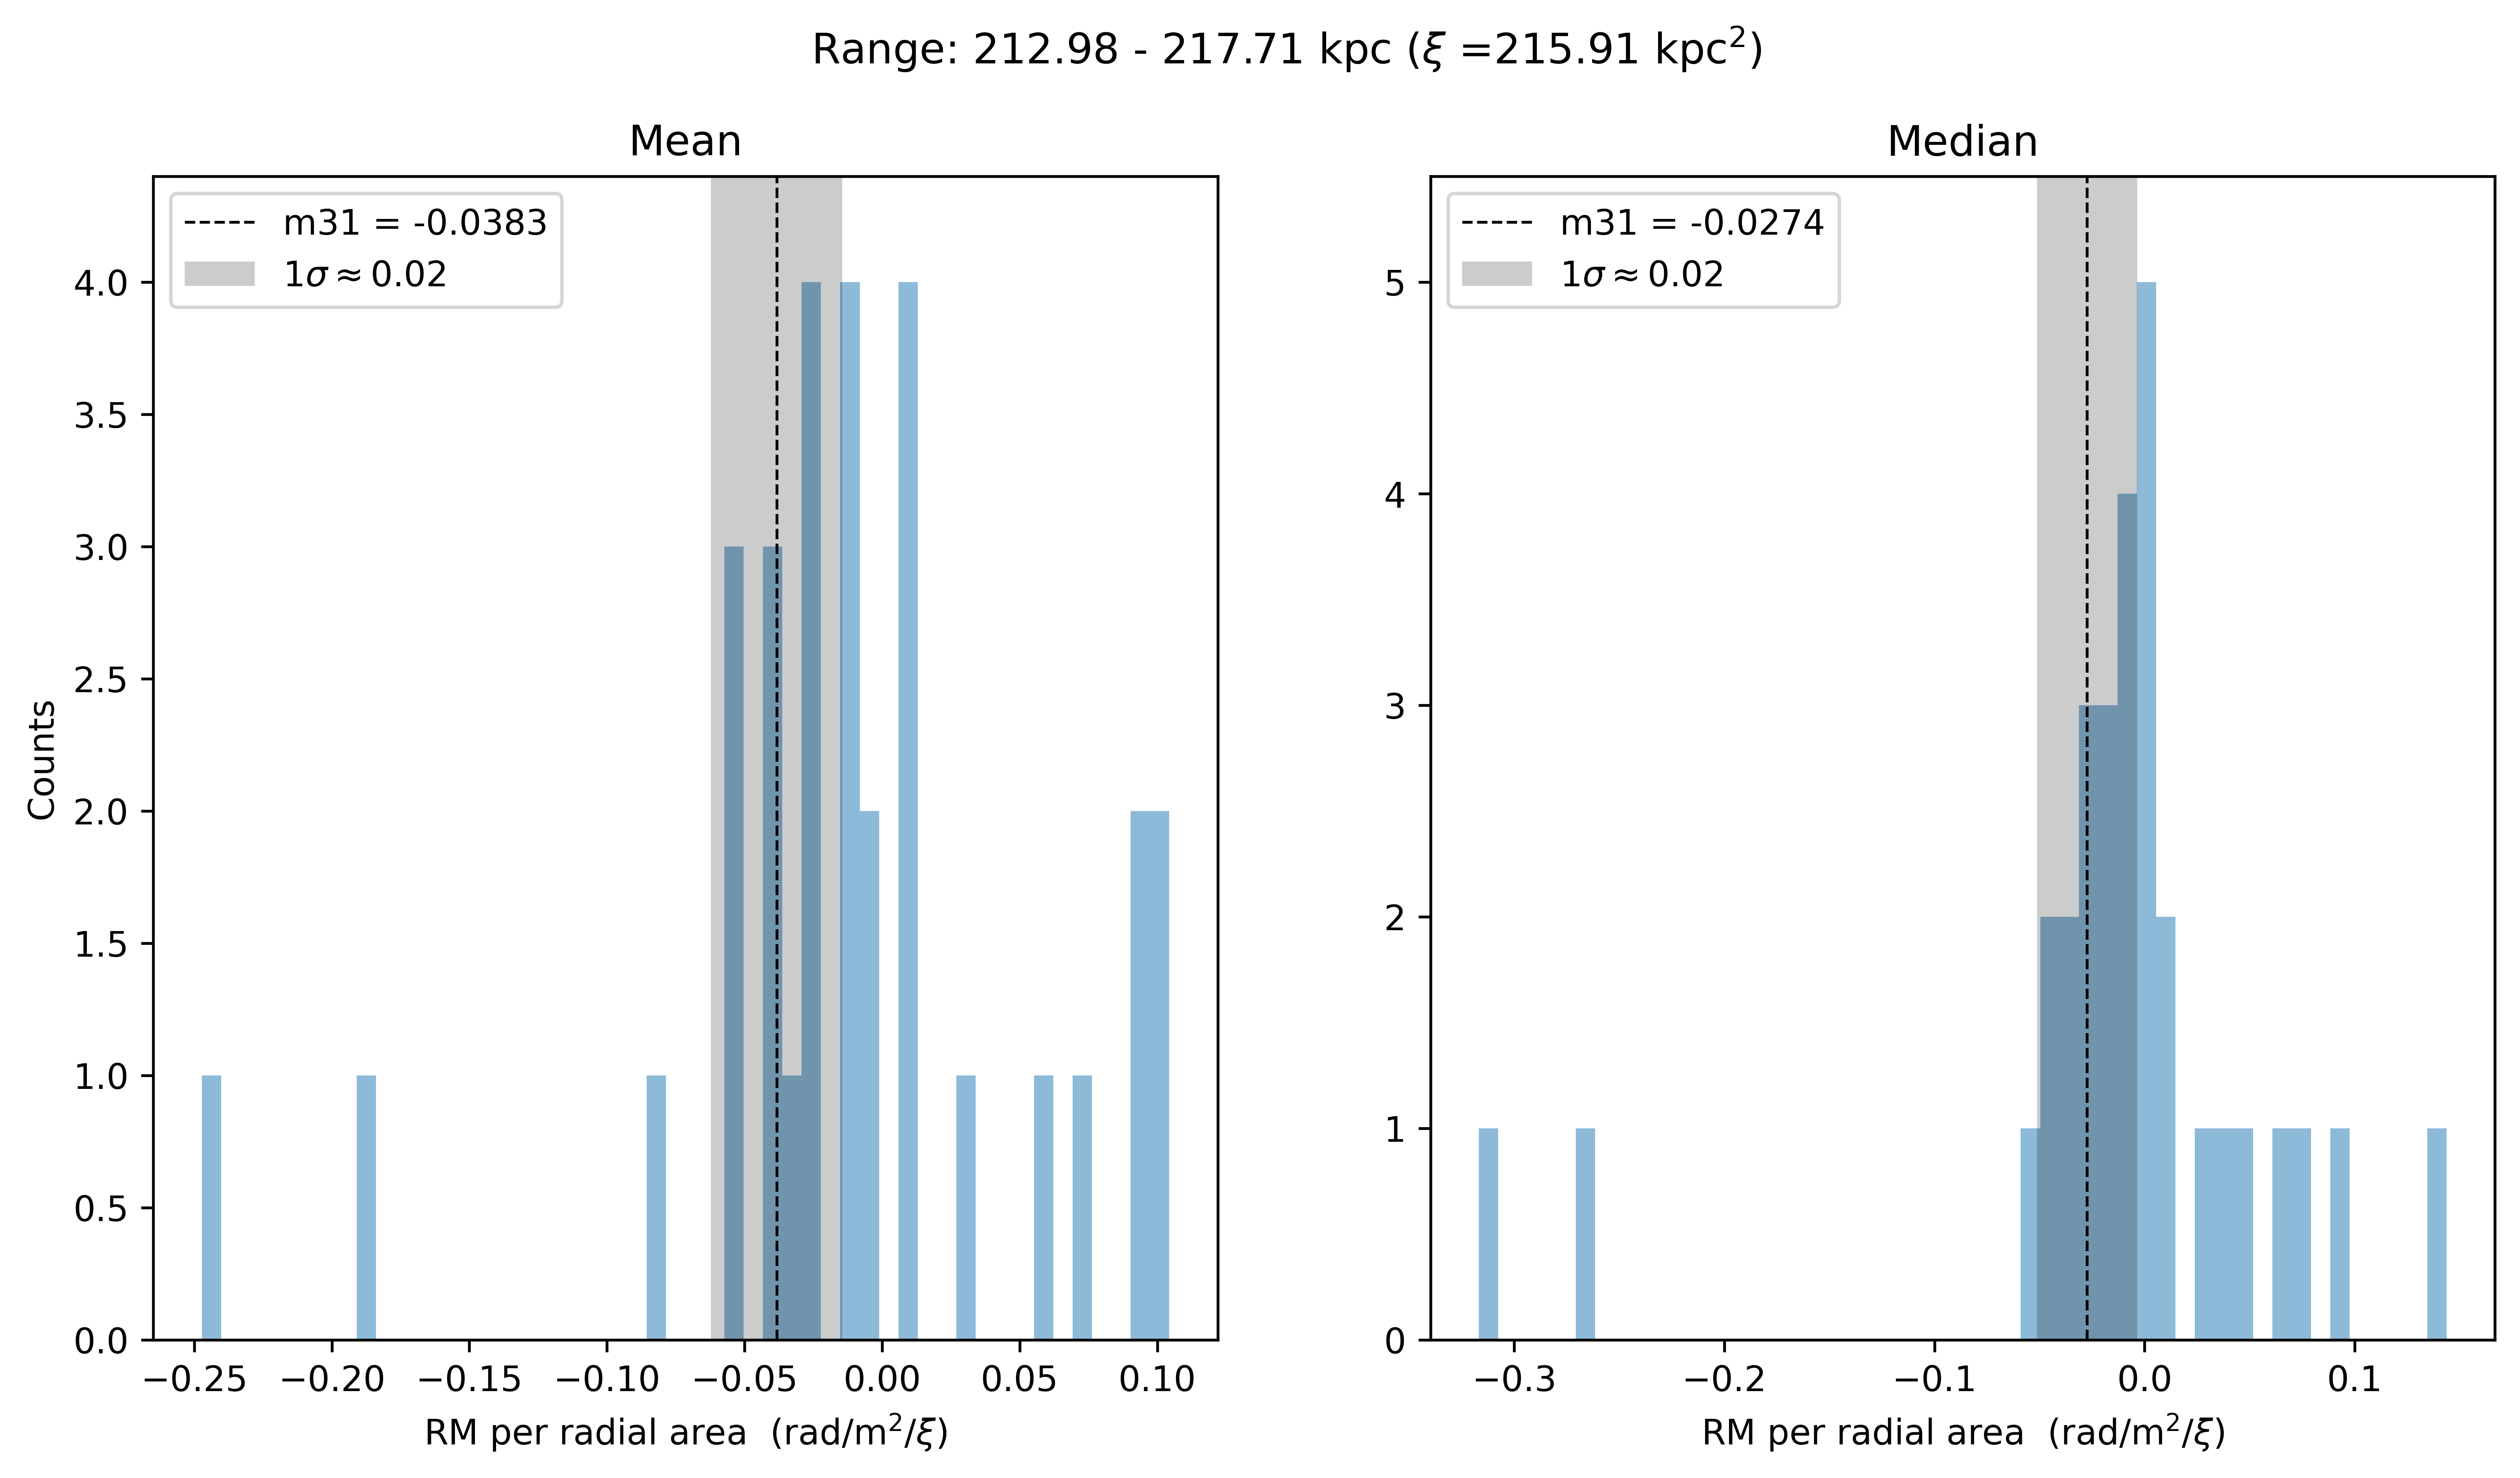 Range: 212.98 - 217.71 kpc (ξ =215.91 kpc²)
Mean
m31 = -0.0383
1σ ≈ 0.02
Counts
4.0
3.5
3.0
2.5
2.0
1.5
1.0
0.5
0.0
−0.25 −0.20 −0.15 −0.10 −0.05 0.00 0.05 0.10
RM per radial area (rad/m²/ξ)
Median
m31 = -0.0274
1σ ≈ 0.02
5
4
3
2
1
0
−0.3 −0.2 −0.1 0.0 0.1
RM per radial area (rad/m²/ξ)